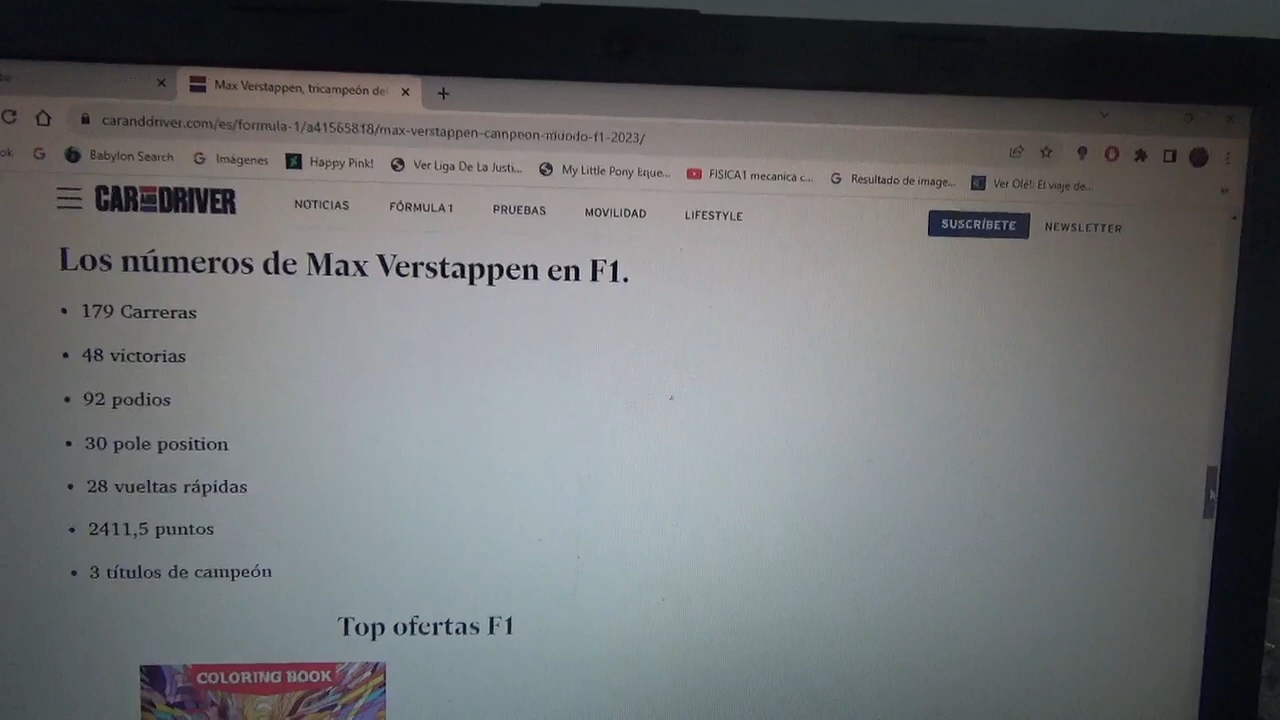 Max Verstappen, tricampeón de
caranddriver.com/es/formula-1/a41565818/max-verstappen-campeon-mundo-f1-2023/
ok G Babylon Search G Imágenes Happy Pink! Ver Liga De La Justi... My Little Pony Eque... FISICA1 mecanica c... G Resultado de image... Ver Olé!: El viaje de...
CAR AND DRIVER NOTICIAS FÓRMULA 1 PRUEBAS MOVILIDAD LIFESTYLE SUSCRÍBETE NEWSLETTER
Los números de Max Verstappen en F1.
• 179 Carreras
• 48 victorias
• 92 podios
• 30 pole position
• 28 vueltas rápidas
• 2411,5 puntos
• 3 títulos de campeón
Top ofertas F1
COLORING BOOK